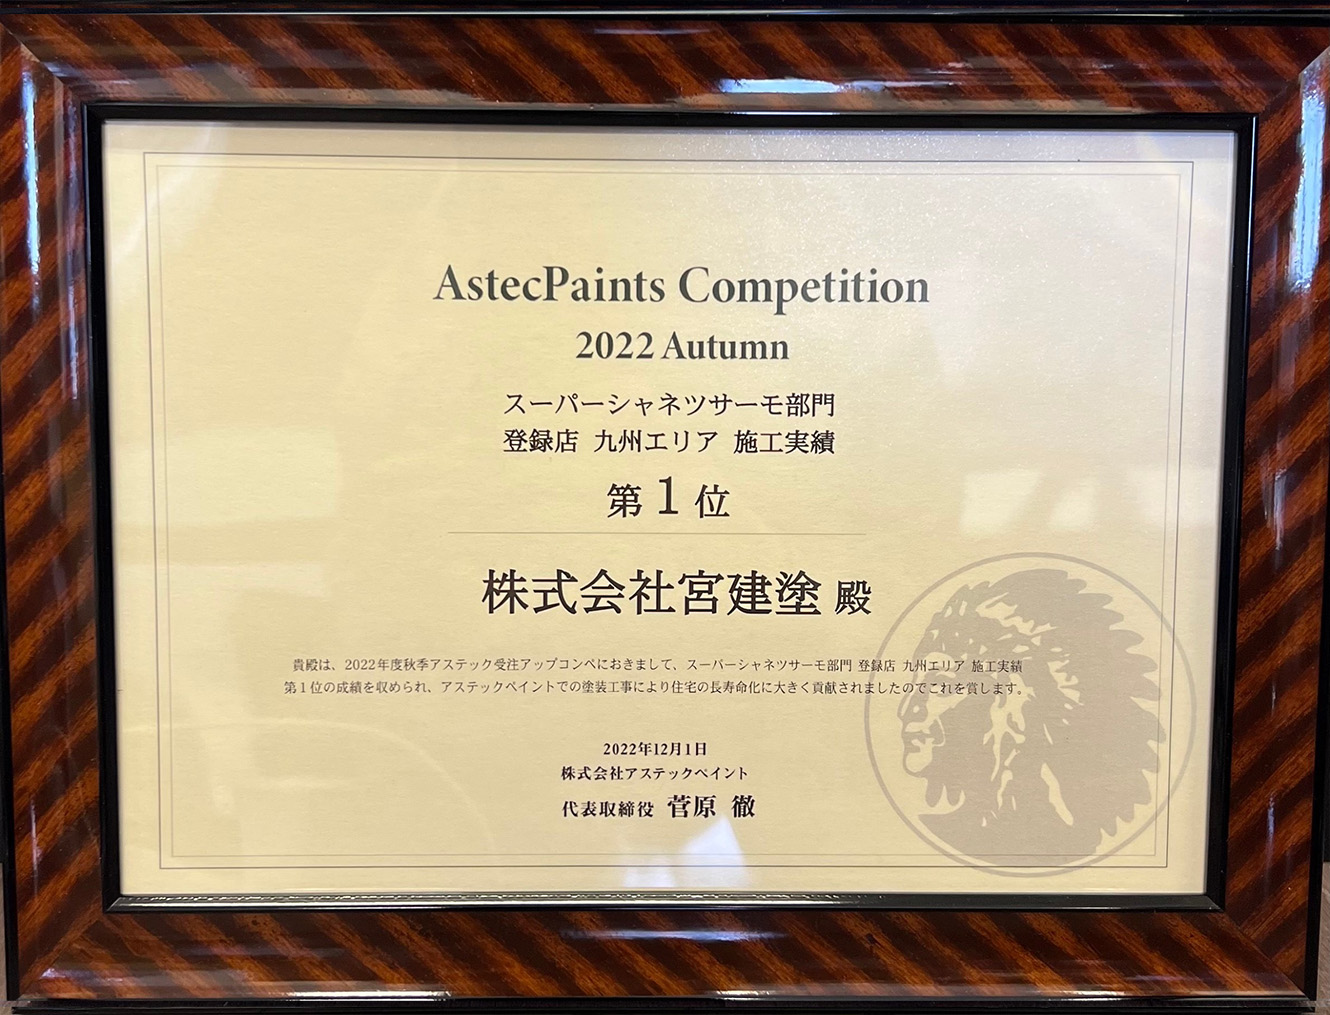 AstecPaints Competition
2022 Autumn
スーパーシャネツサーモ部門
登録店 九州エリア 施工実績
第1位
株式会社宮建塗 殿
貴殿は、2022年度秋季アステック受注アップコンペにおきまして、スーパーシャネツサーモ部門 登録店 九州エリア 施工実績
第1位の成績を収められ、アステックペイントでの塗装工事により住宅の長寿命化に大きく貢献されましたのでこれを賞します。
2022年12月1日
株式会社アステックペイント
代表取締役 菅原 徹